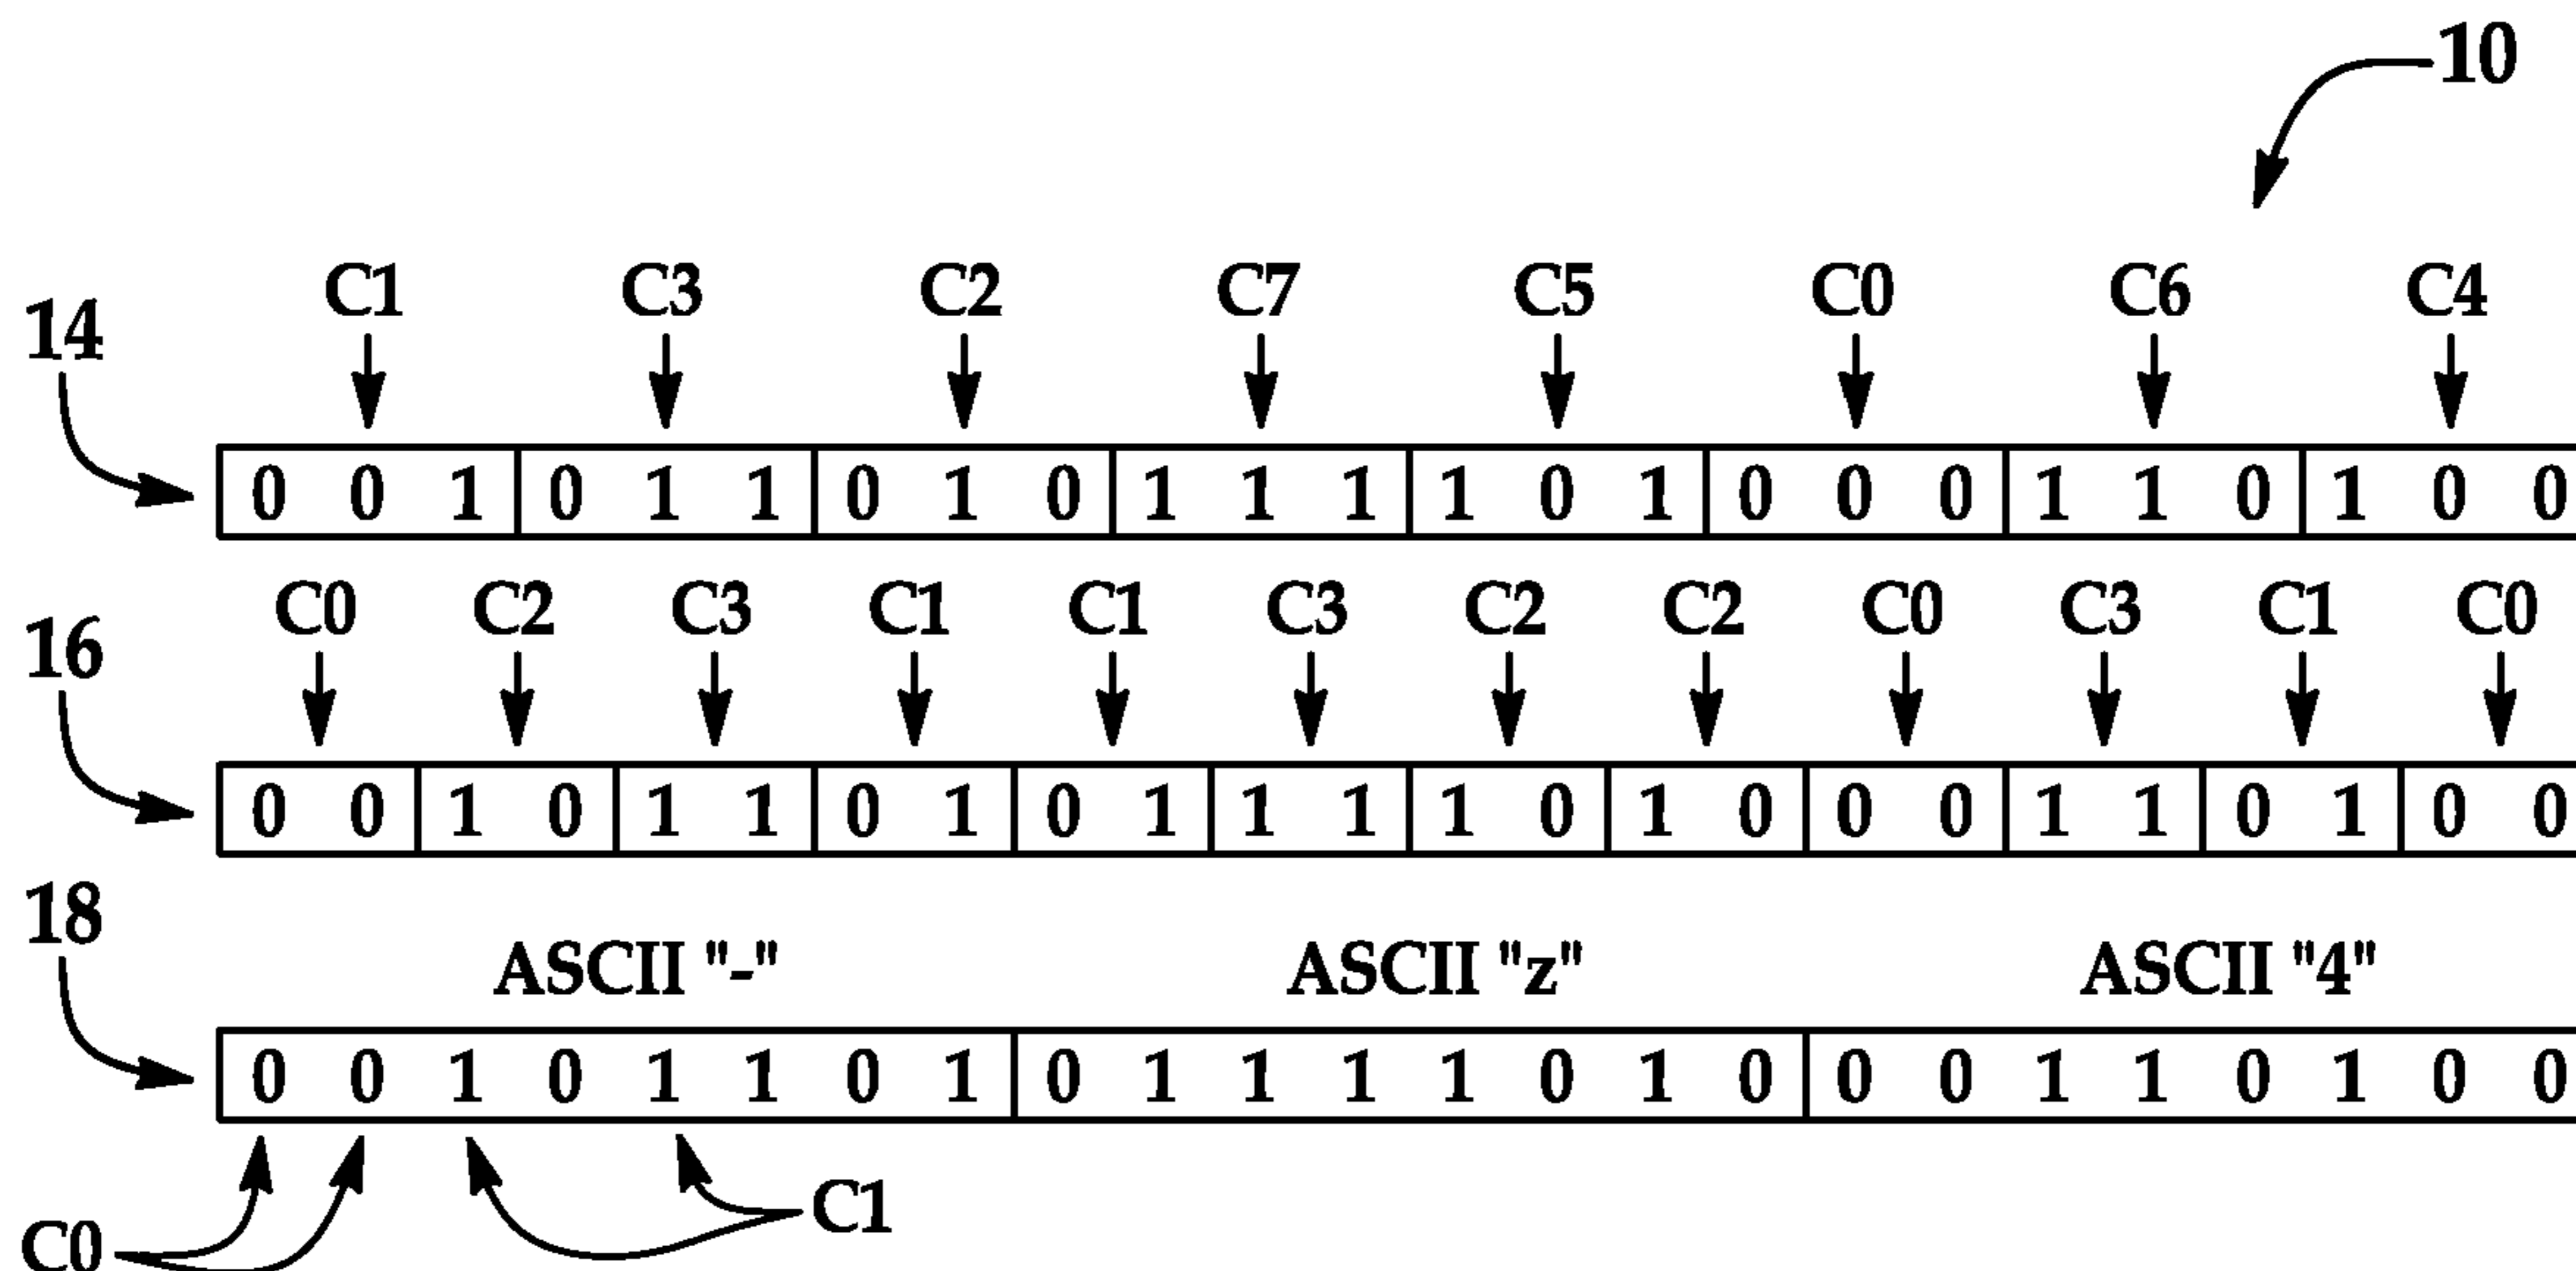 10
C1 C3 C2 C7 C5 C0 C6 C4
14
0 0 1 0 1 1 0 1 0 1 1 1 1 0 1 0 0 0 1 1 0 1 0 0
C0 C2 C3 C1 C1 C3 C2 C2 C0 C3 C1 C0
16
0 0 1 0 1 1 0 1 0 1 1 1 1 0 1 0 0 0 1 1 0 1 0 0
18
ASCII "-" ASCII "z" ASCII "4"
0 0 1 0 1 1 0 1 0 1 1 1 1 0 1 0 0 0 1 1 0 1 0 0
C1
C0